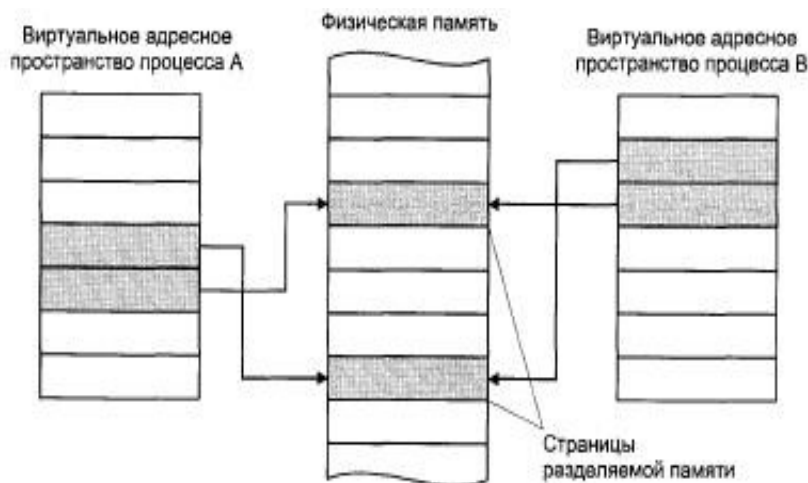 Виртуальное адресное
пространство процесса А
Физическая память
Виртуальное адресное
пространство процесса В
Страницы
разделяемой памяти